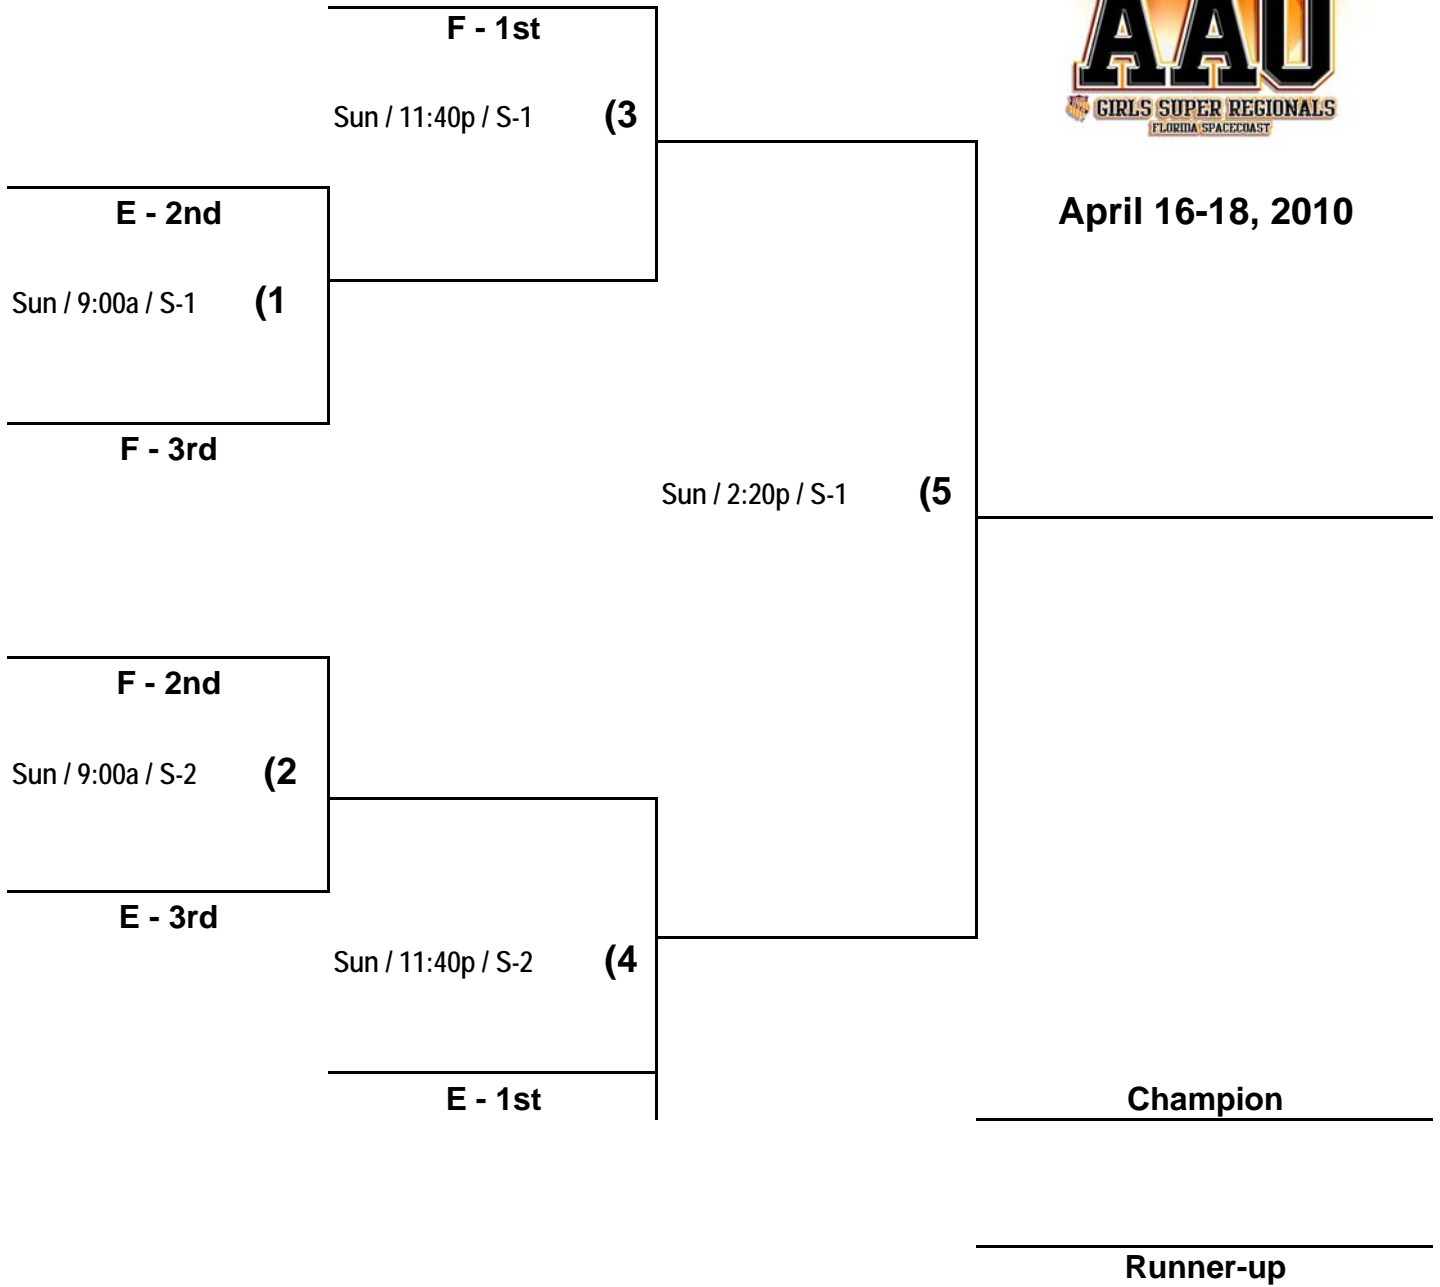 F - 1st
AAU
GIRLS SUPER REGIONALS
FLORIDA SPACECOAST
Sun / 11:40p / S-1 (3
E - 2nd
April 16-18, 2010
Sun / 9:00a / S-1 (1
F - 3rd
Sun / 2:20p / S-1 (5
F - 2nd
Sun / 9:00a / S-2 (2
E - 3rd
Sun / 11:40p / S-2 (4
E - 1st
Champion
Runner-up